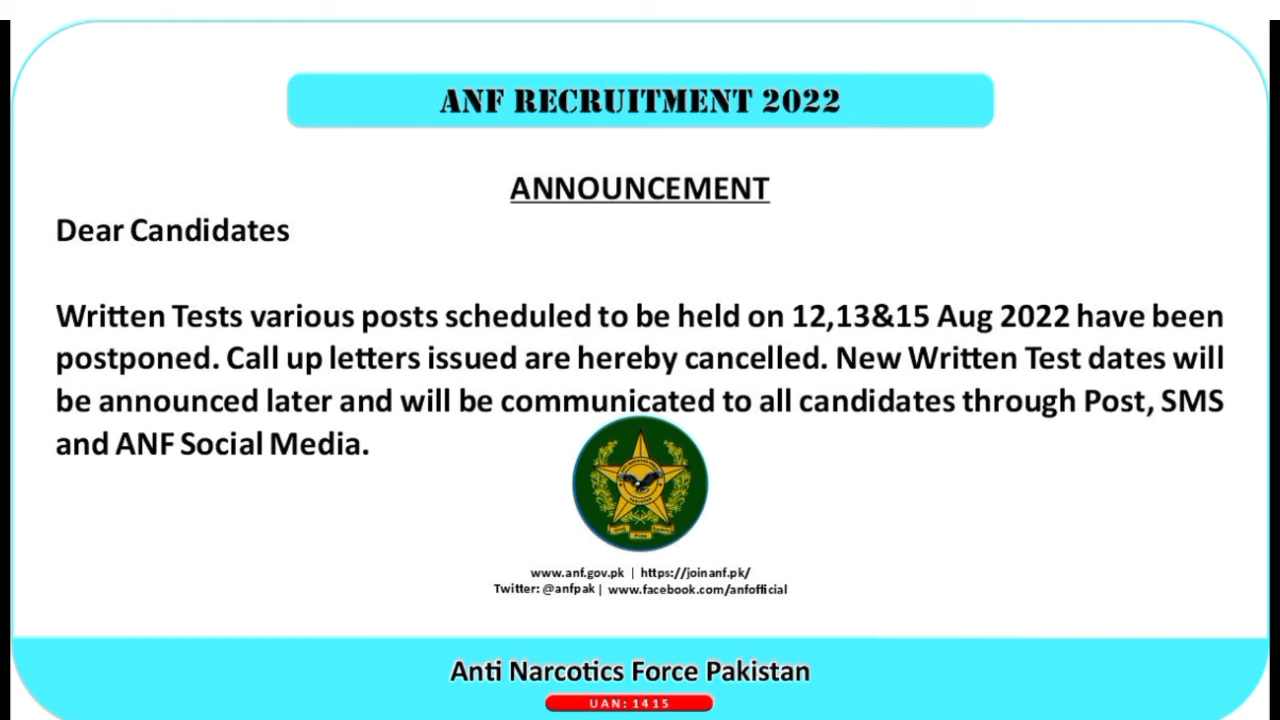 ANF RECRUITMENT 2022
ANNOUNCEMENT
Dear Candidates
Written Tests various posts scheduled to be held on 12,13&15 Aug 2022 have been
postponed. Call up letters issued are hereby cancelled. New Written Test dates will
be announced later and will be communicated to all candidates through Post, SMS
and ANF Social Media.
www.anf.gov.pk | https://joinanf.pk/
Twitter: @anfpak | www.facebook.com/anfofficial
Anti Narcotics Force Pakistan
UAN: 1415